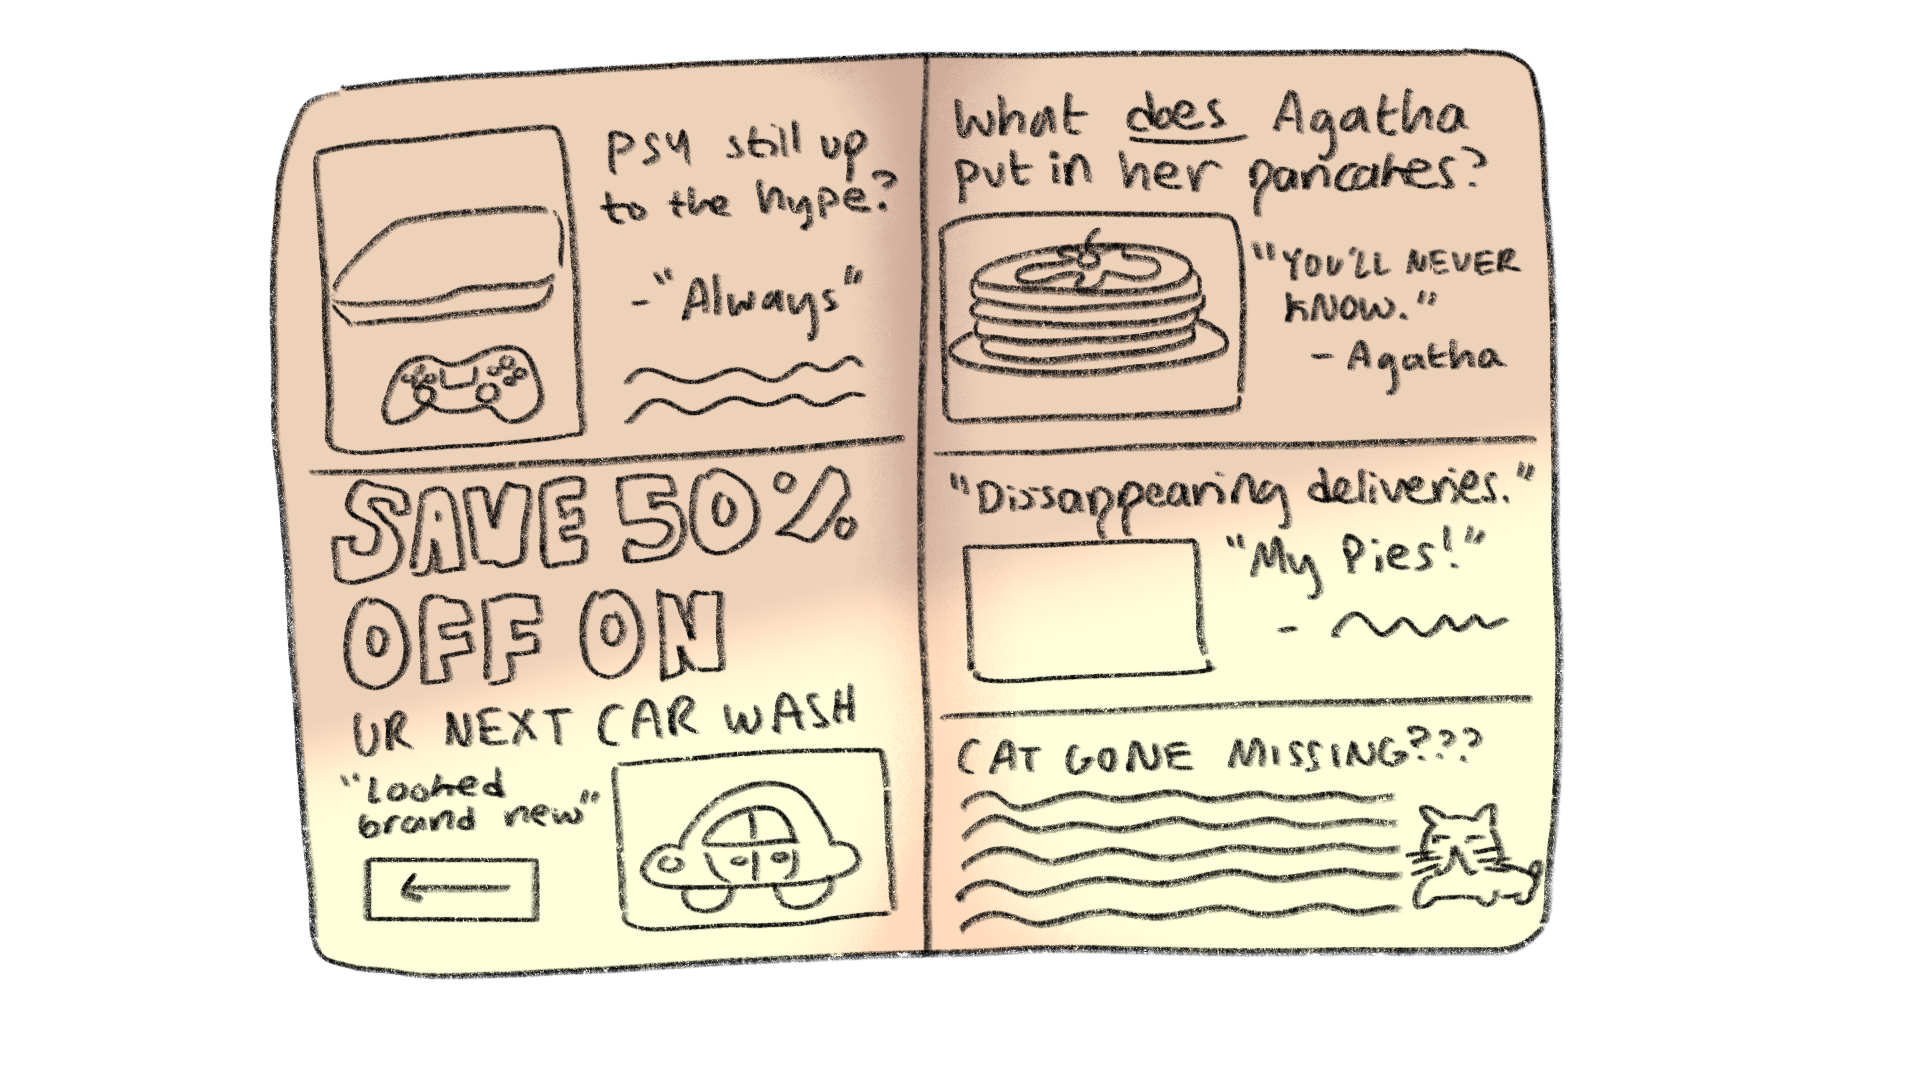 PS4 still up
to the hype?
-"Always"
SAVE 50%
OFF ON
UR NEXT CAR WASH
"Looked
brand new"
What does Agatha
put in her pancakes?
"YOU'LL NEVER
KNOW."
- Agatha
"Dissappearing deliveries."
"My Pies!"
CAT GONE MISSING???